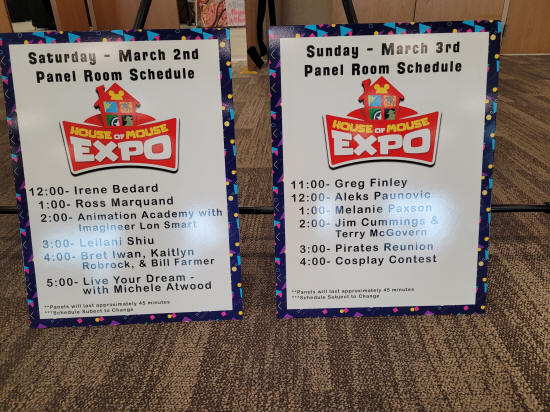 Saturday - March 2nd
Panel Room Schedule
HOUSE OF MOUSE
EXPO
12:00- Irene Bedard
1:00- Ross Marquand
2:00- Animation Academy with
Imagineer Lon Smart
3:00- Leilani Shiu
4:00- Bret Iwan, Kaitlyn
Robrock, & Bill Farmer
5:00- Live Your Dream -
with Michele Atwood
**Panels will last approximately 45 minutes
***Schedule Subect to Change
Sunday - March 3rd
Panel Room Schedule
HOUSE OF MOUSE
EXPO
11:00- Greg Finley
12:00- Aleks Paunovic
1:00- Melanie Paxson
2:00- Jim Cummings &
Terry McGovern
3:00- Pirates Reunion
4:00- Cosplay Contest
**Panels will last approximately 45 minutes
***Schedule Subject to Change